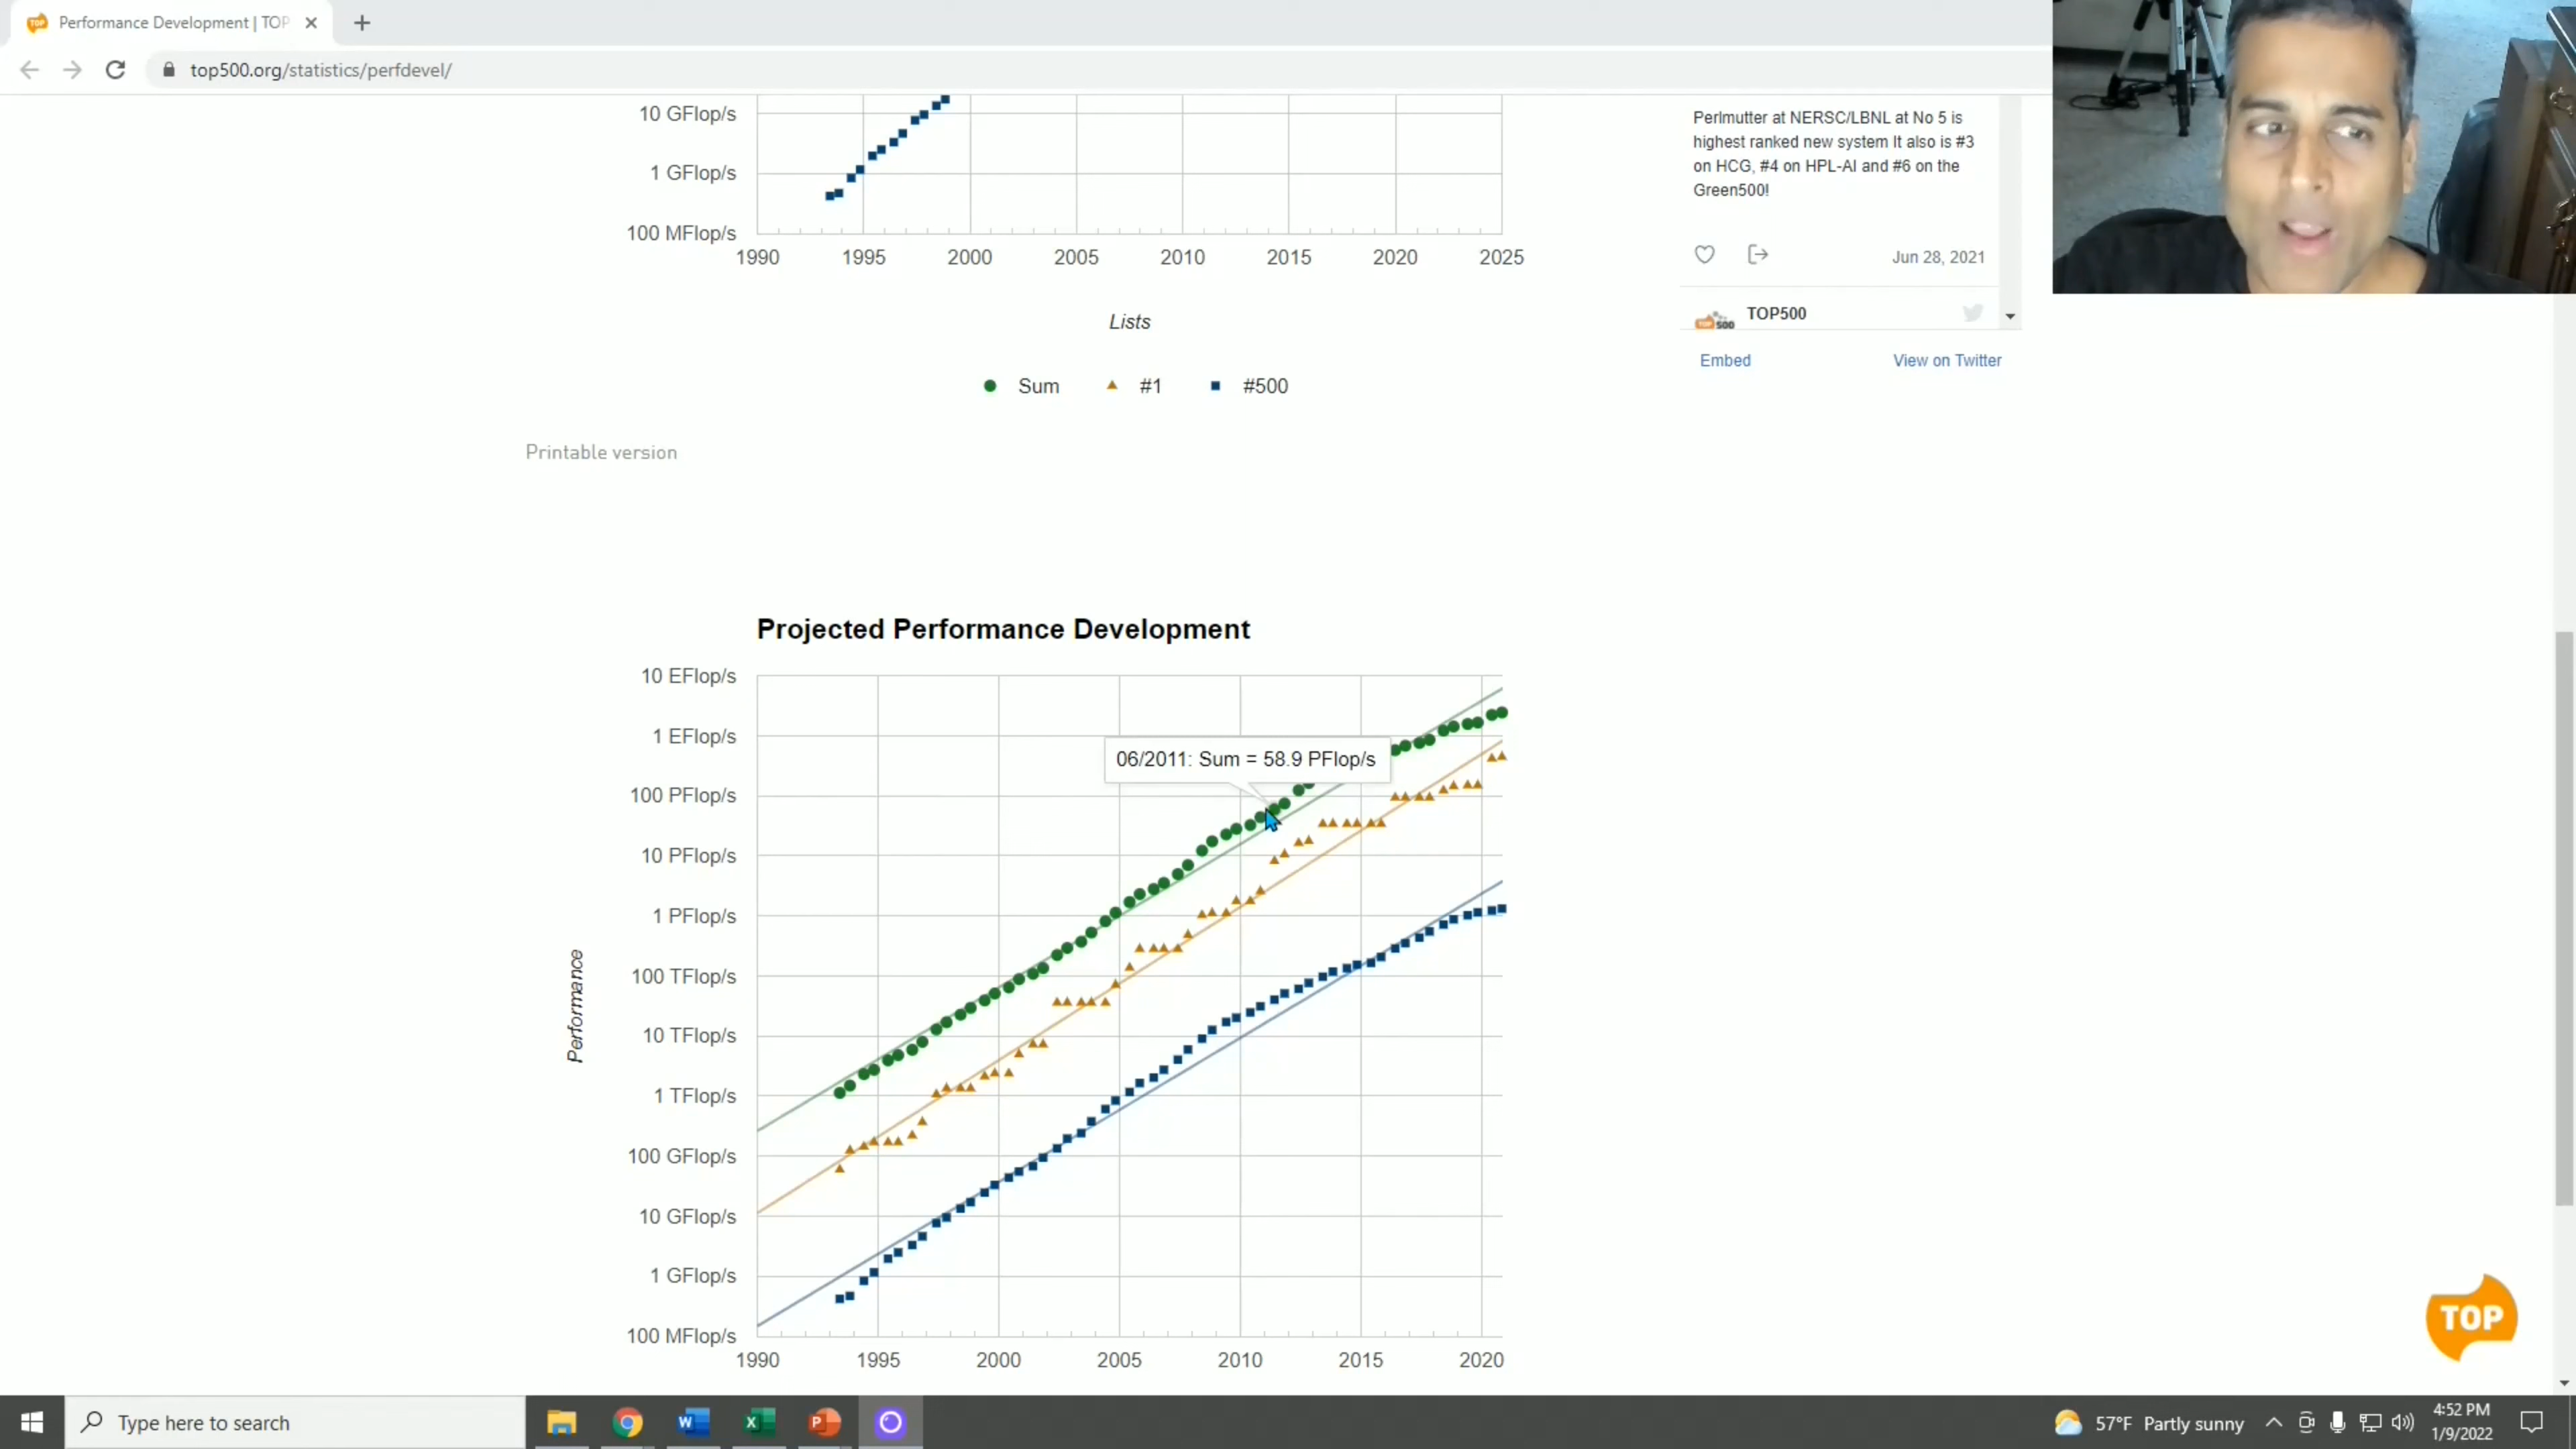 Performance Development | TOP
top500.org/statistics/perfdevel/
10 GFlop/s
1 GFlop/s
100 MFlop/s
1990 1995 2000 2005 2010 2015 2020 2025
Lists
Sum #1 #500
Printable version
Perlmutter at NERSC/LBNL at No 5 is
highest ranked new system It also is #3
on HCG, #4 on HPL-AI and #6 on the
Green500!
Jun 28, 2021
TOP 500
TOP500
Embed View on Twitter
Projected Performance Development
10 EFlop/s
1 EFlop/s
100 PFlop/s
10 PFlop/s
1 PFlop/s
100 TFlop/s
10 TFlop/s
1 TFlop/s
100 GFlop/s
10 GFlop/s
1 GFlop/s
100 MFlop/s
Performance
06/2011: Sum = 58.9 PFlop/s
1990 1995 2000 2005 2010 2015 2020
TOP
Type here to search
W
X
P
57°F Partly sunny
4:52 PM
1/9/2022